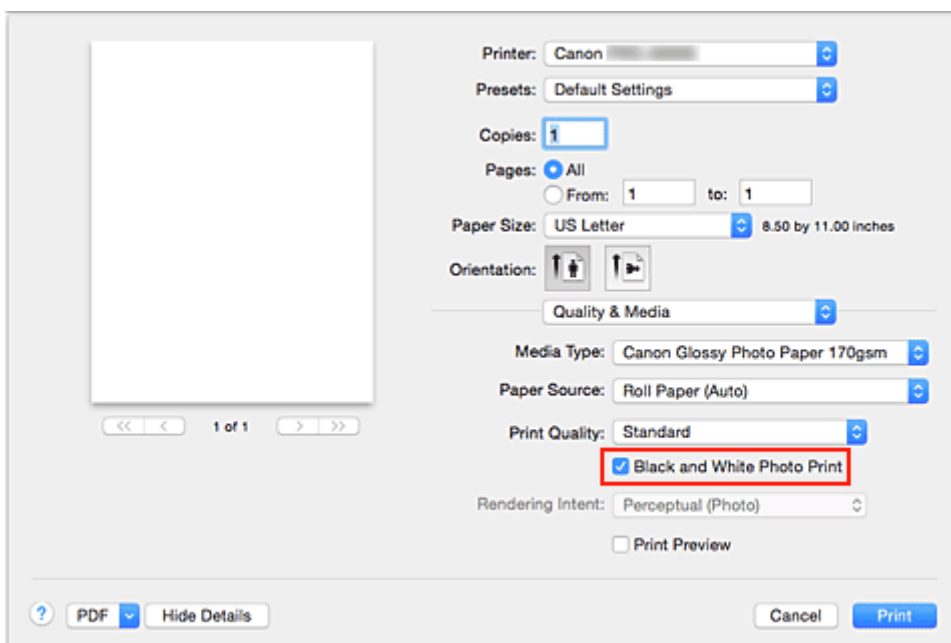 Printer: Canon
Presets: Default Settings
Copies: 1
Pages: All
From: 1 to: 1
Paper Size: US Letter 8.50 by 11.00 inches
Orientation:
Quality & Media
Media Type: Canon Glossy Photo Paper 170gsm
Paper Source: Roll Paper (Auto)
1 of 1
Print Quality: Standard
Black and White Photo Print
Rendering Intent: Perceptual (Photo)
Print Preview
? PDF Hide Details Cancel Print